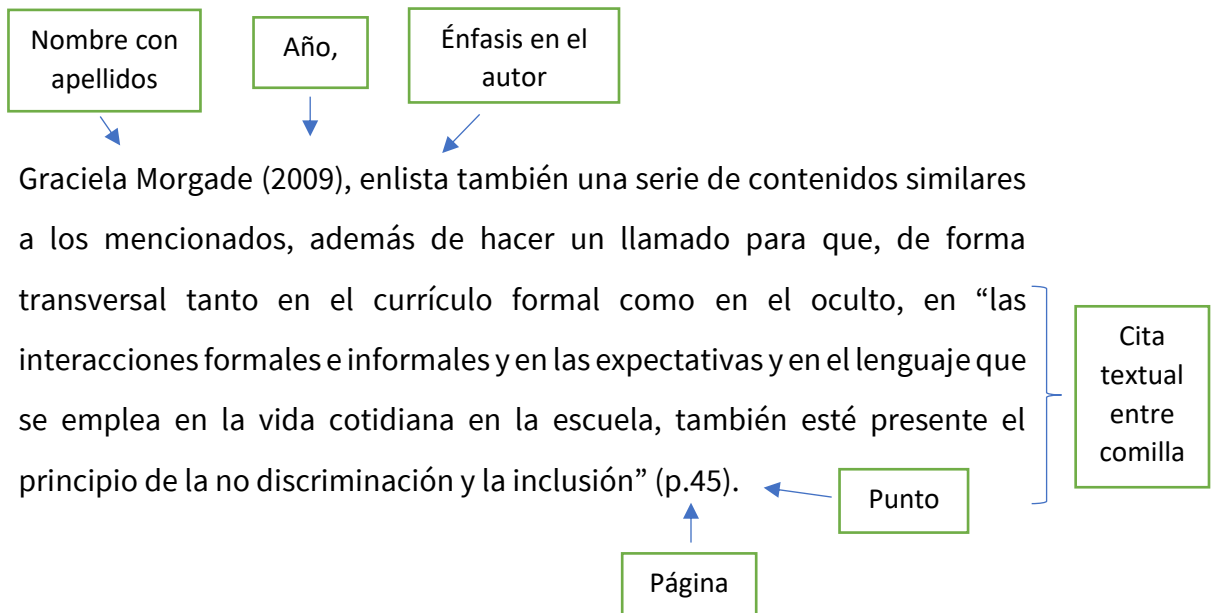 Nombre con
apellidos
Año,
Énfasis en el
autor
Graciela Morgade (2009), enlista también una serie de contenidos similares
a los mencionados, además de hacer un llamado para que, de forma
transversal tanto en el currículo formal como en el oculto, en “las
interacciones formales e informales y en las expectativas y en el lenguaje que
se emplea en la vida cotidiana en la escuela, también esté presente el
principio de la no discriminación y la inclusión” (p.45).
Cita
textual
entre
comilla
Punto
Página